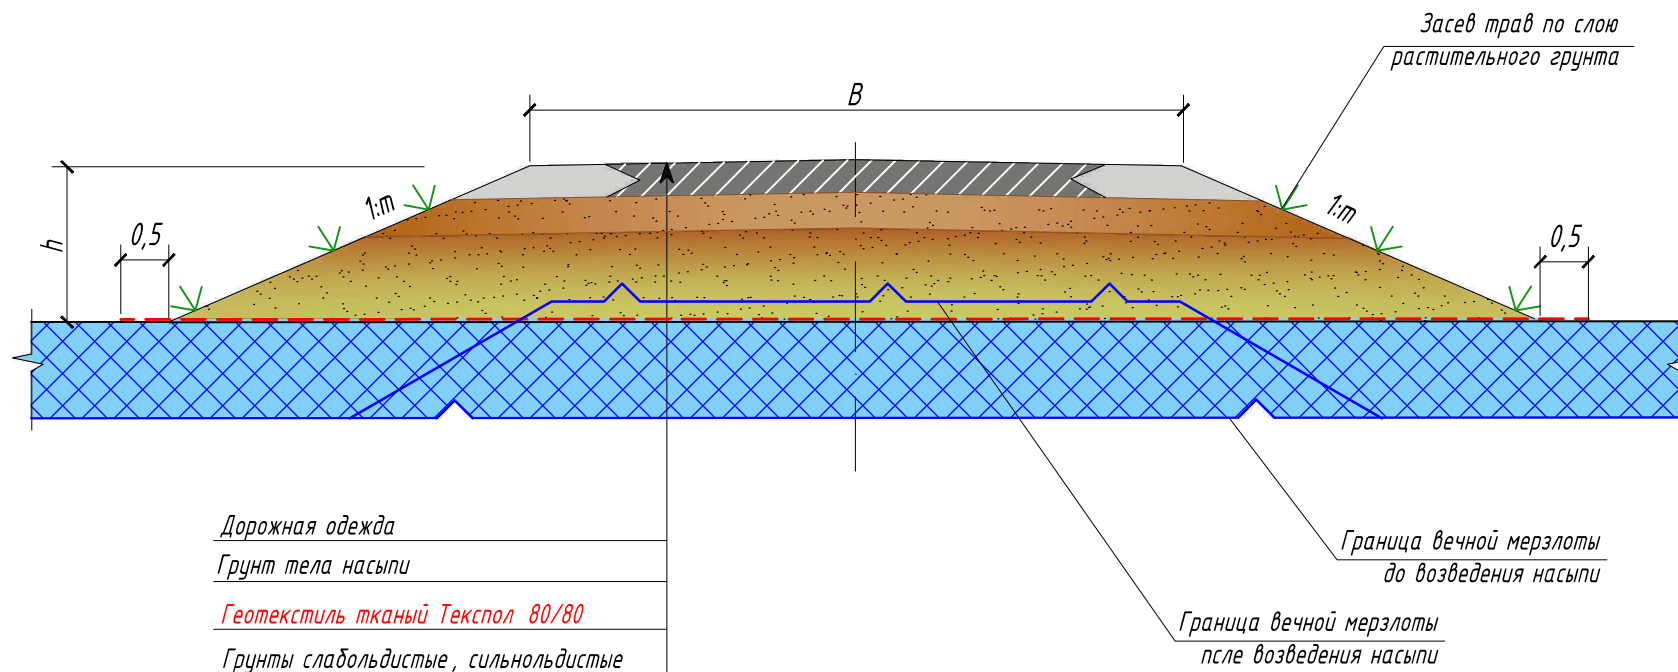 Засев трав по слою
растительного грунта
В
1:m
1:m
h
0,5
0,5
Дорожная одежда
Грунт тела насыпи
Геотекстиль тканый Текспол 80/80
Грунты слабольдистые, сильнольдистые
Граница вечной мерзлоты
до возведения насыпи
Граница вечной мерзлоты
псле возведения насыпи